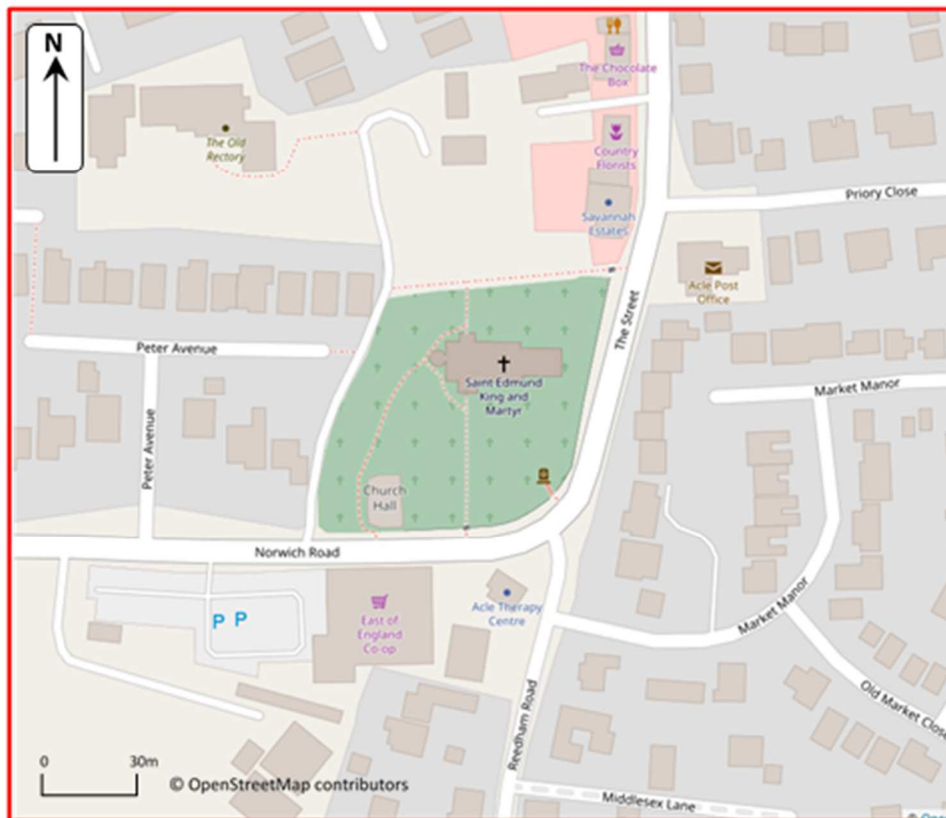 N
The Chocolate
Box
The Old
Rectory
Country
Florists
Priory Close
Savannah
Estates
Acle Post
Office
The Street
Peter Avenue
Saint Edmund
King and
Martyr
Market Manor
Peter Avenue
Church
Hall
Norwich Road
P P
East of
England
Co-op
Acle Therapy
Centre
Market Manor
Old Market Close
Reedham Road
0 30m
© OpenStreetMap contributors
Middlesex Lane